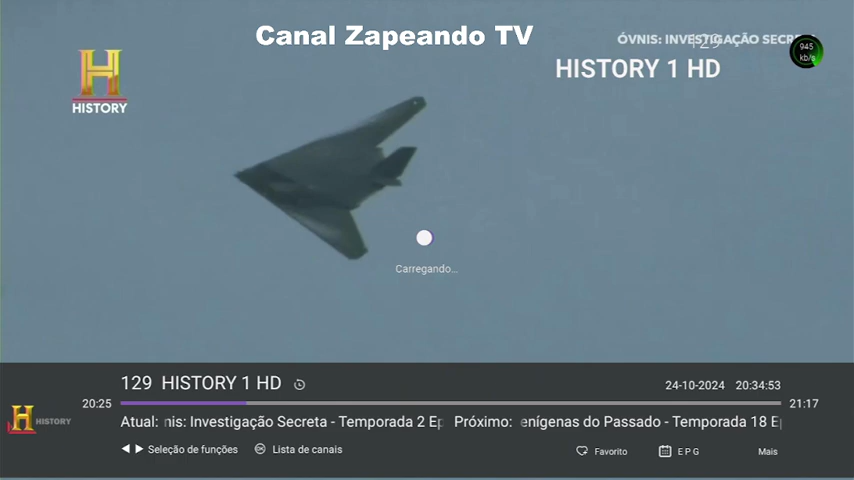 Canal Zapeando TV
ÓVNIS: INVESTIGAÇÃO
129
945
kb/s
HISTORY 1 HD
H
HISTORY
Carregando...
129 HISTORY 1 HD
24-10-2024 20:34:53
20:25
21:17
H HISTORY
Atual: nis: Investigação Secreta - Temporada 2 Ep
Próximo: enígenas do Passado - Temporada 18 Ep
Seleção de funções
Lista de canais
Favorito
EPG
Mais